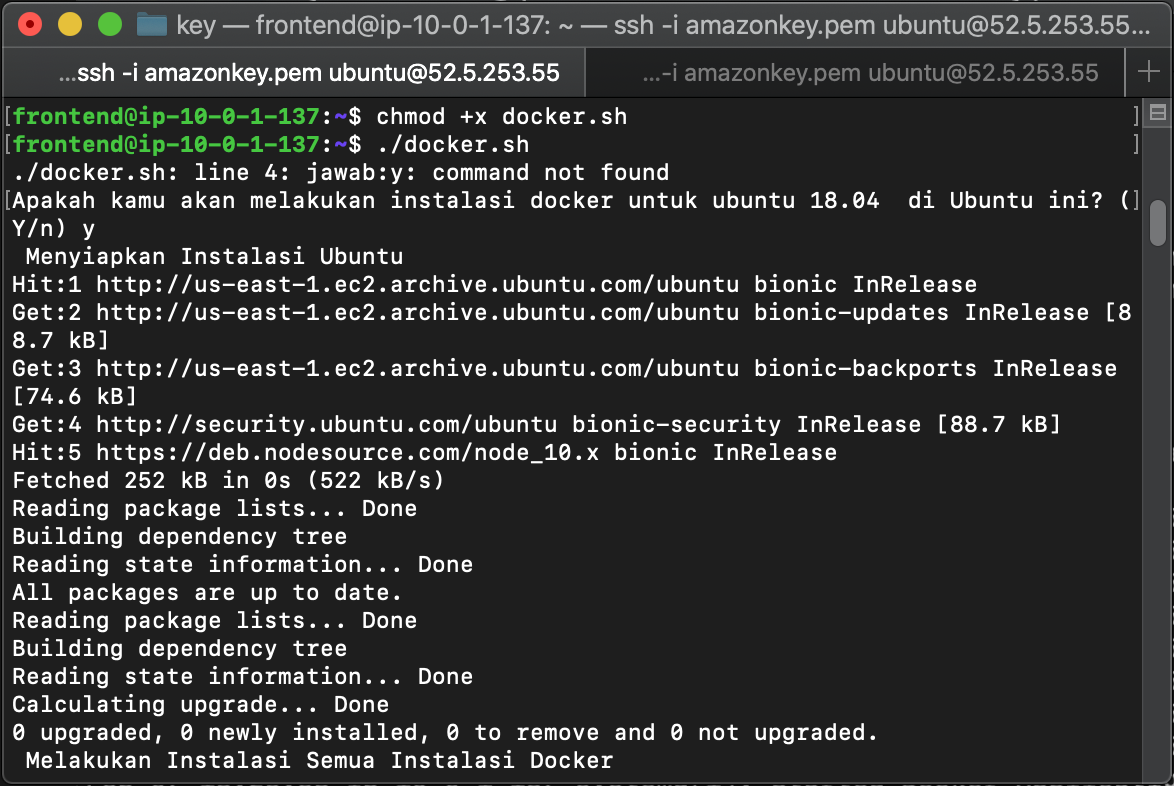 key — frontend@ip-10-0-1-137: ~ — ssh -i amazonkey.pem ubuntu@52.5.253.55...
...ssh -i amazonkey.pem ubuntu@52.5.253.55
...-i amazonkey.pem ubuntu@52.5.253.55
[frontend@ip-10-0-1-137:~$ chmod +x docker.sh ]
[frontend@ip-10-0-1-137:~$ ./docker.sh ]
./docker.sh: line 4: jawab:y: command not found
[Apakah kamu akan melakukan instalasi docker untuk ubuntu 18.04  di Ubuntu ini? (]
Y/n) y
 Menyiapkan Instalasi Ubuntu
Hit:1 http://us-east-1.ec2.archive.ubuntu.com/ubuntu bionic InRelease
Get:2 http://us-east-1.ec2.archive.ubuntu.com/ubuntu bionic-updates InRelease [8
8.7 kB]
Get:3 http://us-east-1.ec2.archive.ubuntu.com/ubuntu bionic-backports InRelease
[74.6 kB]
Get:4 http://security.ubuntu.com/ubuntu bionic-security InRelease [88.7 kB]
Hit:5 https://deb.nodesource.com/node_10.x bionic InRelease
Fetched 252 kB in 0s (522 kB/s)
Reading package lists... Done
Building dependency tree
Reading state information... Done
All packages are up to date.
Reading package lists... Done
Building dependency tree
Reading state information... Done
Calculating upgrade... Done
0 upgraded, 0 newly installed, 0 to remove and 0 not upgraded.
 Melakukan Instalasi Semua Instalasi Docker